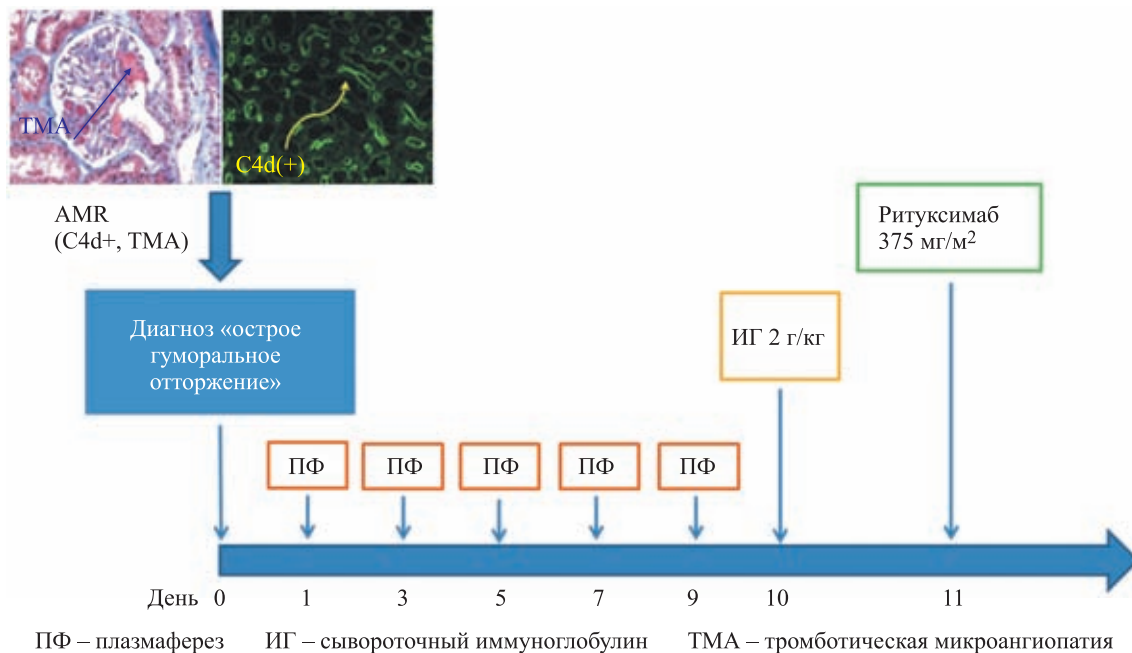 TMA
C4d(+)
AMR
(C4d+, TMA)
Диагноз «острое
гуморальное
отторжение»
Ритуксимаб
375 мг/м²
ИГ 2 г/кг
ПФ
ПФ
ПФ
ПФ
ПФ
День 0 1 3 5 7 9 10 11
ПФ – плазмаферез ИГ – сывороточный иммуноглобулин ТМА – тромботическая микроангиопатия